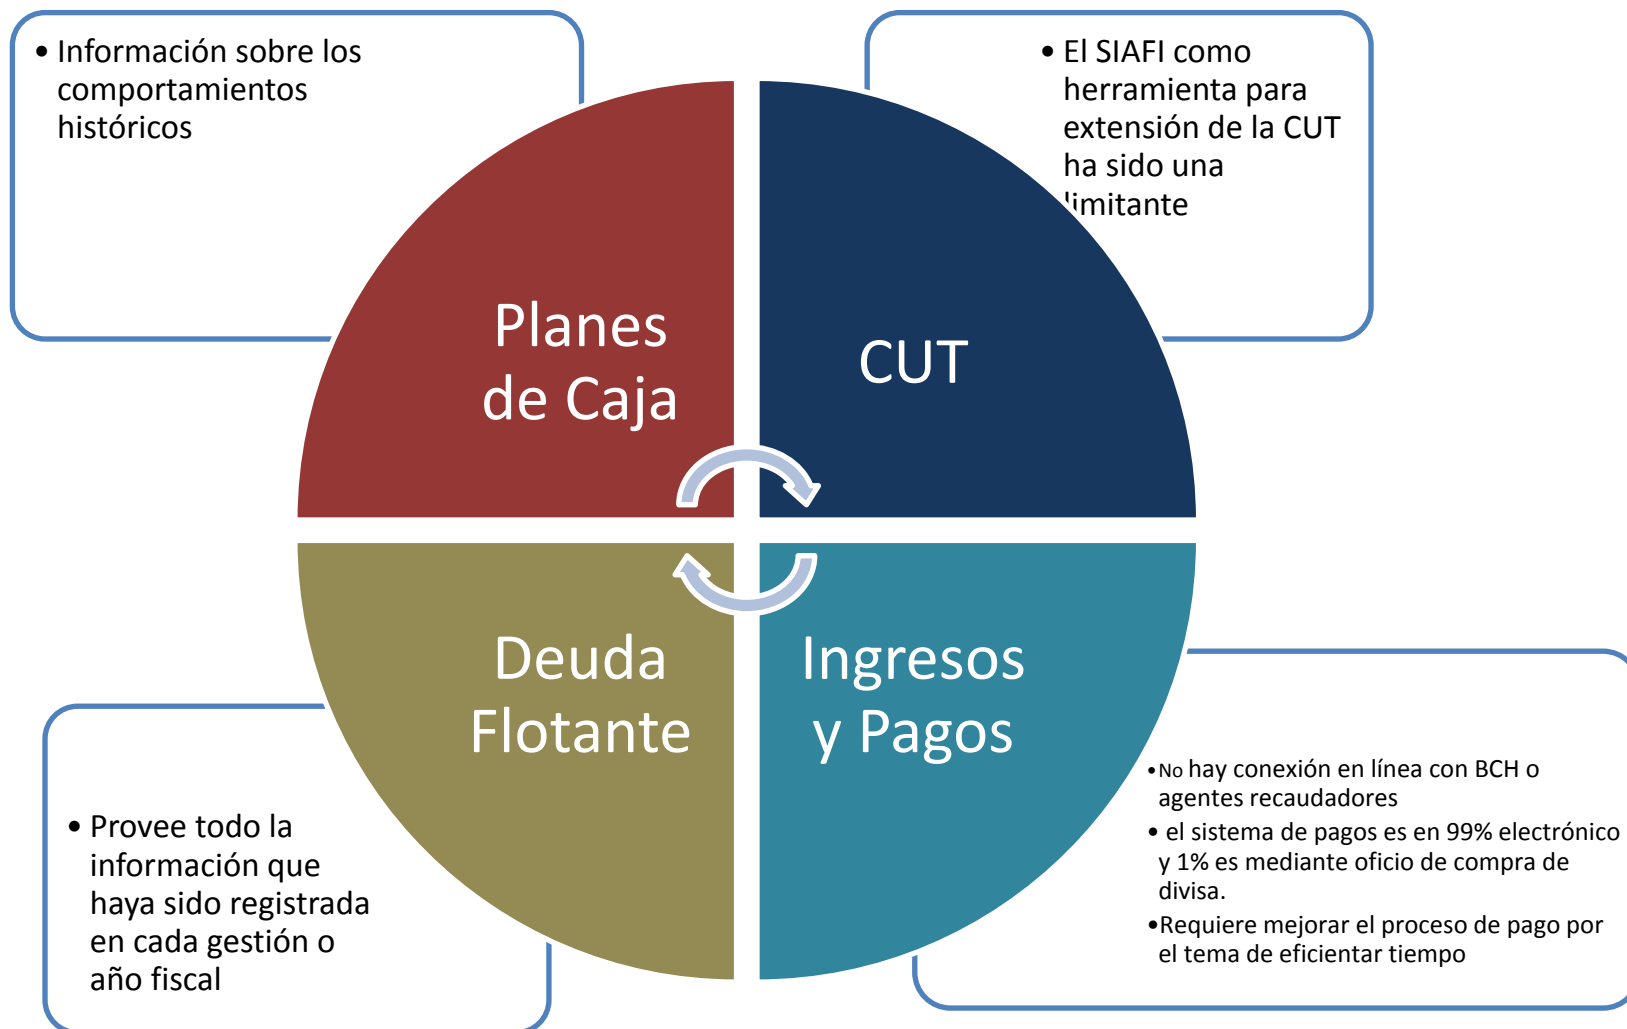 • Información sobre los
comportamientos
históricos
• El SIAFI como
herramienta para
extensión de la CUT
ha sido una
limitante
Planes
de Caja
CUT
Deuda
Flotante
Ingresos
y Pagos
• Provee todo la
información que
haya sido registrada
en cada gestión o
año fiscal
•No hay conexión en línea con BCH o
agentes recaudadores
• el sistema de pagos es en 99% electrónico
y 1% es mediante oficio de compra de
divisa.
•Requiere mejorar el proceso de pago por
el tema de eficientar tiempo